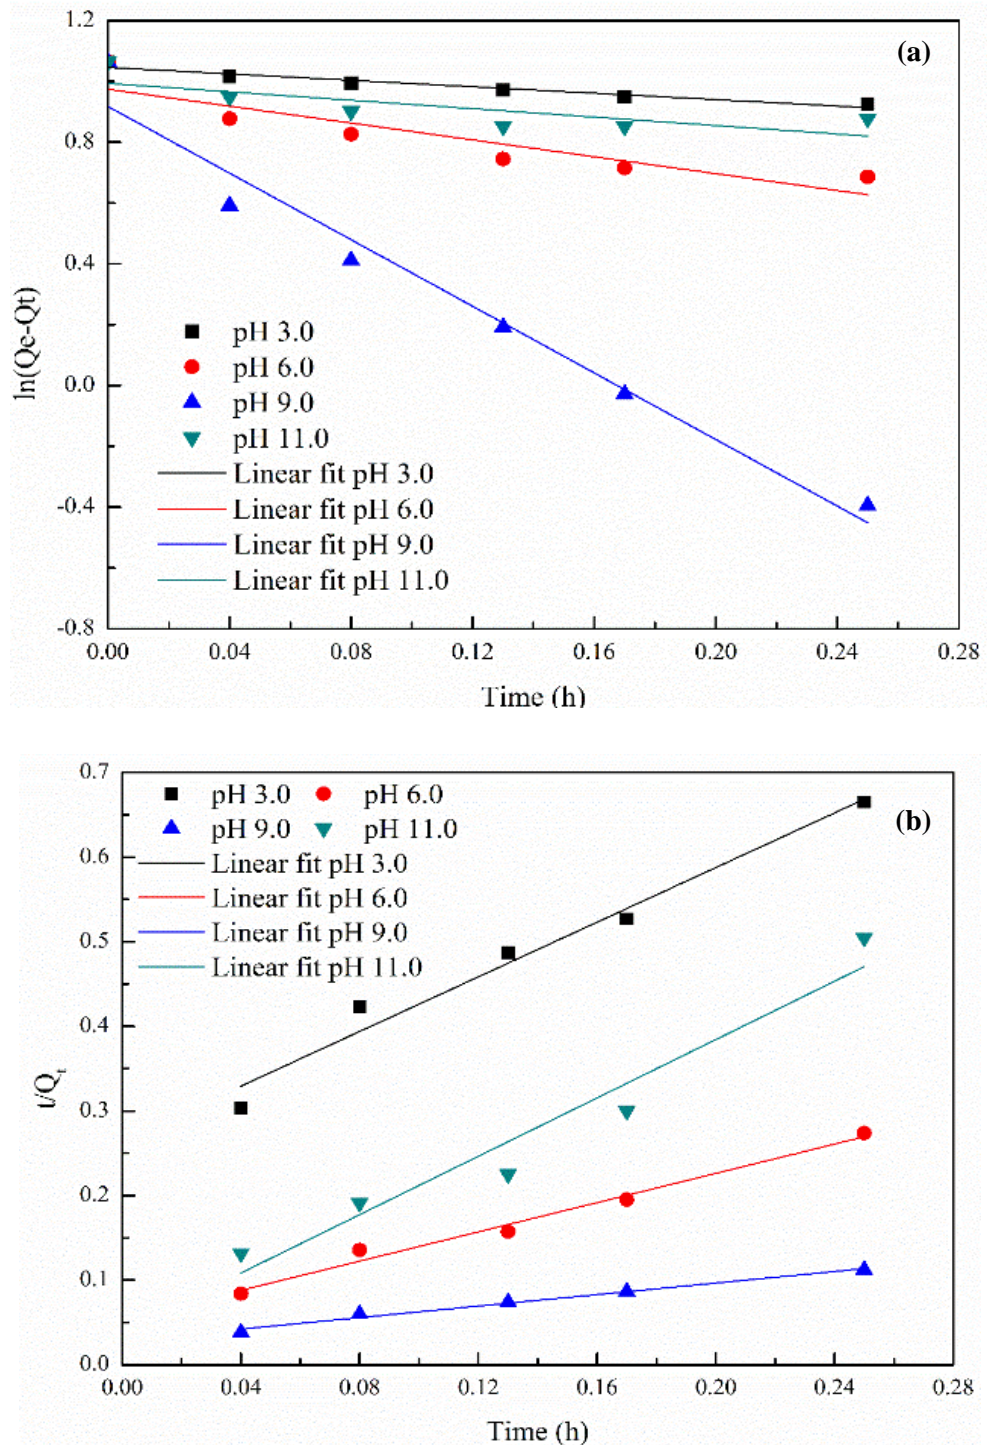 (a)
1.2
0.8
0.4
0.0
-0.4
-0.8
ln(Qe-Qt)
pH 3.0
pH 6.0
pH 9.0
pH 11.0
Linear fit pH 3.0
Linear fit pH 6.0
Linear fit pH 9.0
Linear fit pH 11.0
0.00 0.04 0.08 0.12 0.16 0.20 0.24 0.28
Time (h)
(b)
0.7
0.6
0.5
0.4
0.3
0.2
0.1
0.0
t/Qt
pH 3.0 pH 6.0
pH 9.0 pH 11.0
Linear fit pH 3.0
Linear fit pH 6.0
Linear fit pH 9.0
Linear fit pH 11.0
0.00 0.04 0.08 0.12 0.16 0.20 0.24 0.28
Time (h)